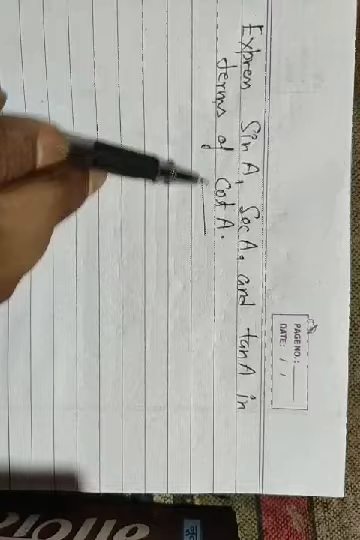 PAGE NO.:
DATE: / /
Express Sin A, Sec A, and tan A in
terms of Cot A.